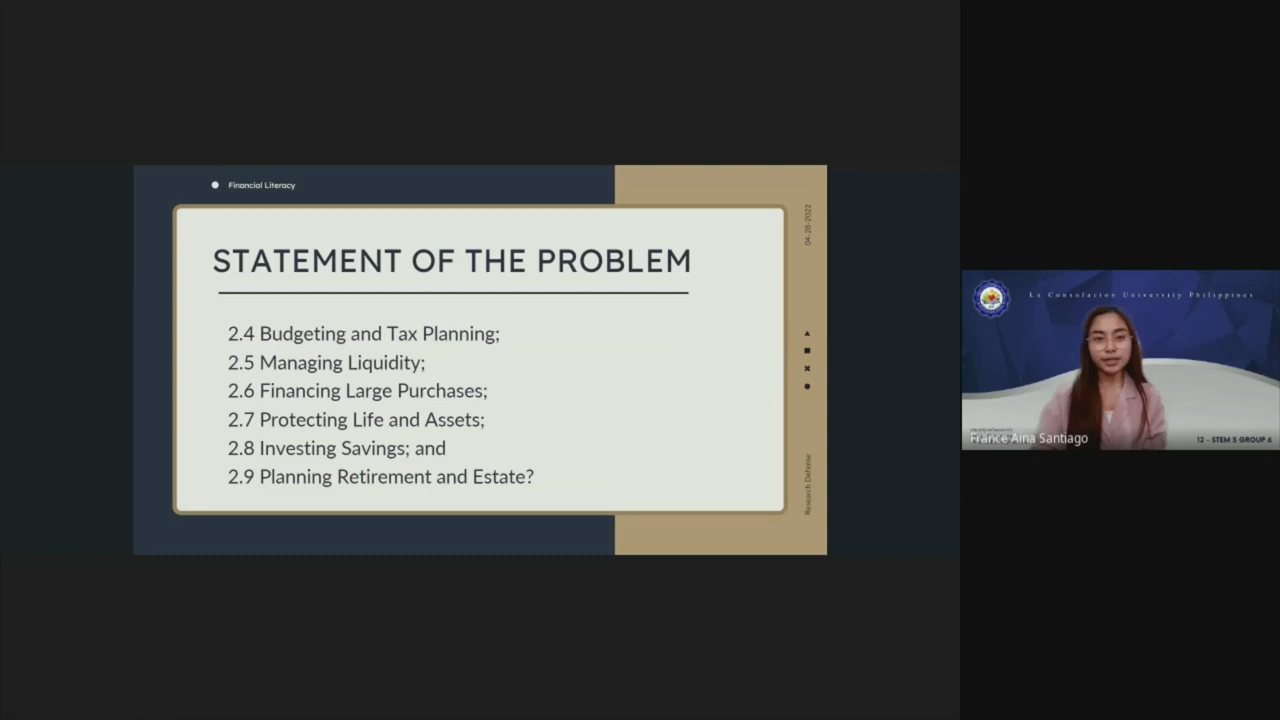 Financial Literacy
04-28-2022
STATEMENT OF THE PROBLEM
2.4 Budgeting and Tax Planning;
2.5 Managing Liquidity;
2.6 Financing Large Purchases;
2.7 Protecting Life and Assets;
2.8 Investing Savings; and
2.9 Planning Retirement and Estate?
Research Defense
La Consolacion University Philippines
France Aina Santiago
12 - STEM 5 GROUP 6